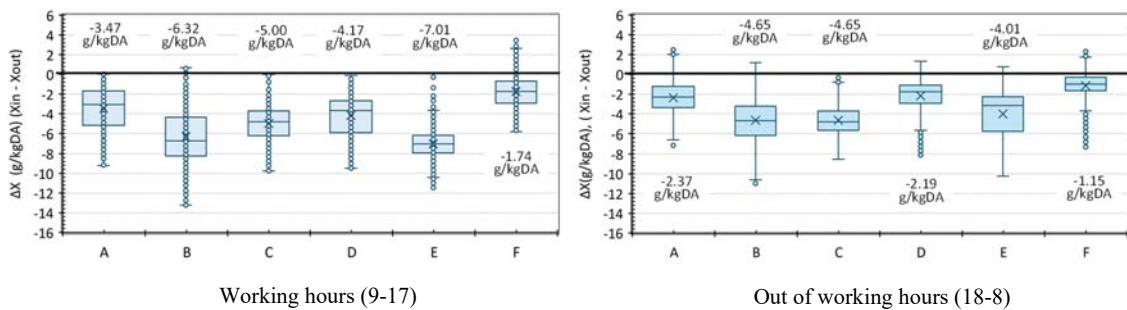 6
4
2
0
-2
-4
-6
-8
-10
-12
-14
-16
ΔX (g/kgDA) (Xin - Xout)
-3.47
g/kgDA
-6.32
g/kgDA
-5.00
g/kgDA
-4.17
g/kgDA
-7.01
g/kgDA
-1.74
g/kgDA
A B C D E F
Working hours (9-17)
6
4
2
0
-2
-4
-6
-8
-10
-12
-14
-16
ΔX(g/kgDA), ( Xin - Xout)
-4.65
g/kgDA
-4.65
g/kgDA
-4.01
g/kgDA
-2.37
g/kgDA
-2.19
g/kgDA
-1.15
g/kgDA
A B C D E F
Out of working hours (18-8)